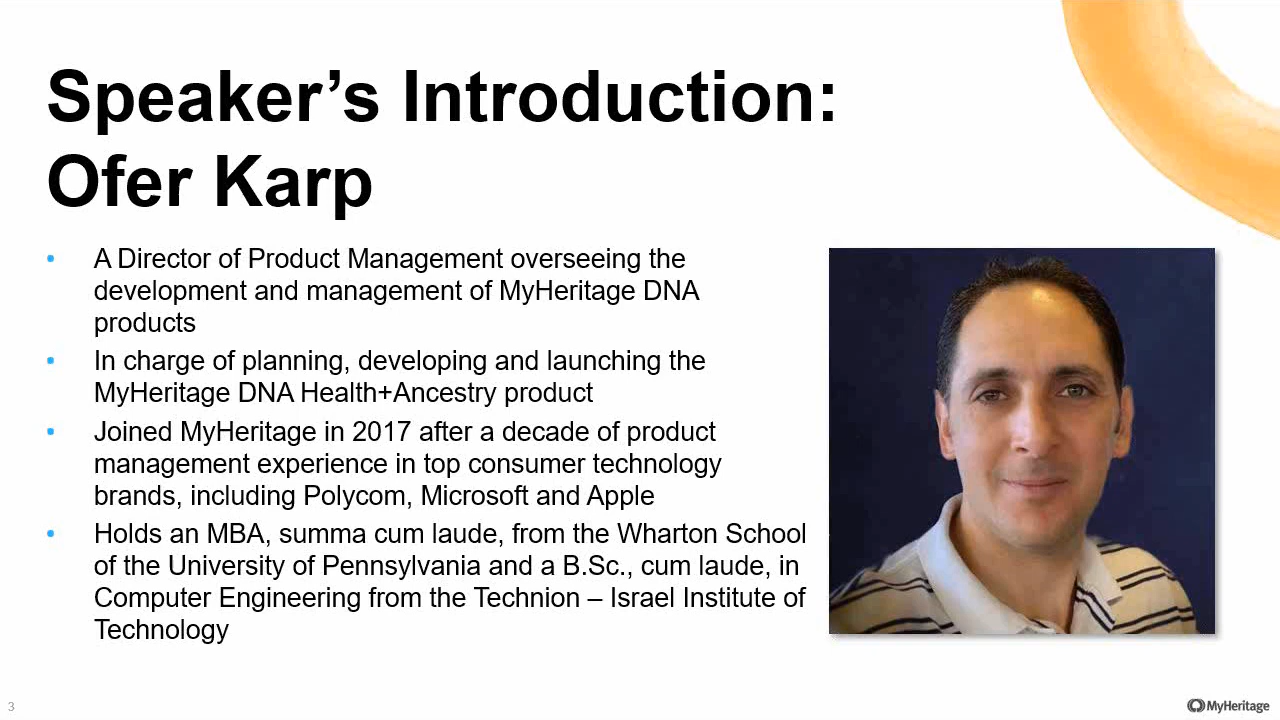 Speaker’s Introduction:
Ofer Karp
• A Director of Product Management overseeing the
development and management of MyHeritage DNA
products
• In charge of planning, developing and launching the
MyHeritage DNA Health+Ancestry product
• Joined MyHeritage in 2017 after a decade of product
management experience in top consumer technology
brands, including Polycom, Microsoft and Apple
• Holds an MBA, summa cum laude, from the Wharton School
of the University of Pennsylvania and a B.Sc., cum laude, in
Computer Engineering from the Technion – Israel Institute of
Technology
3
MyHeritage